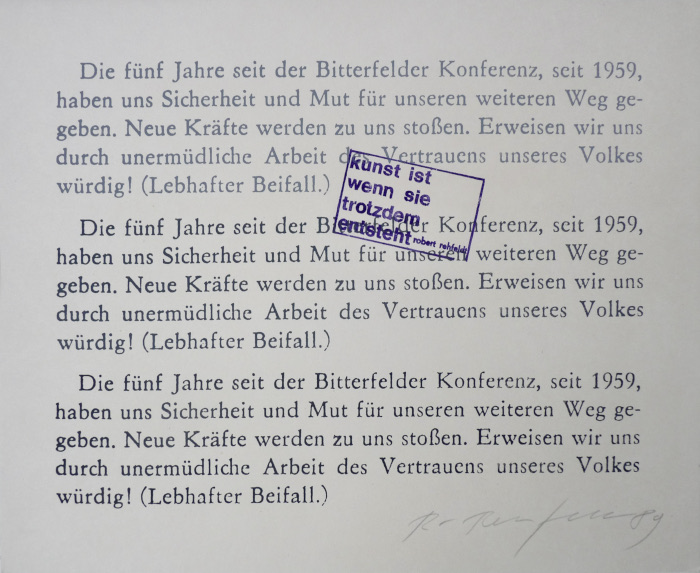 Die fünf Jahre seit der Bitterfelder Konferenz, seit 1959,
haben uns Sicherheit und Mut für unseren weiteren Weg ge-
geben. Neue Kräfte werden zu uns stoßen. Erweisen wir uns
durch unermüdliche Arbeit des Vertrauens unseres Volkes
würdig! (Lebhafter Beifall.)
kunst ist
wenn sie
trotzdem
entsteht robert rehfeldt
Die fünf Jahre seit der Bitterfelder Konferenz, seit 1959,
haben uns Sicherheit und Mut für unseren weiteren Weg ge-
geben. Neue Kräfte werden zu uns stoßen. Erweisen wir uns
durch unermüdliche Arbeit des Vertrauens unseres Volkes
würdig! (Lebhafter Beifall.)
Die fünf Jahre seit der Bitterfelder Konferenz, seit 1959,
haben uns Sicherheit und Mut für unseren weiteren Weg ge-
geben. Neue Kräfte werden zu uns stoßen. Erweisen wir uns
durch unermüdliche Arbeit des Vertrauens unseres Volkes
würdig! (Lebhafter Beifall.)
89